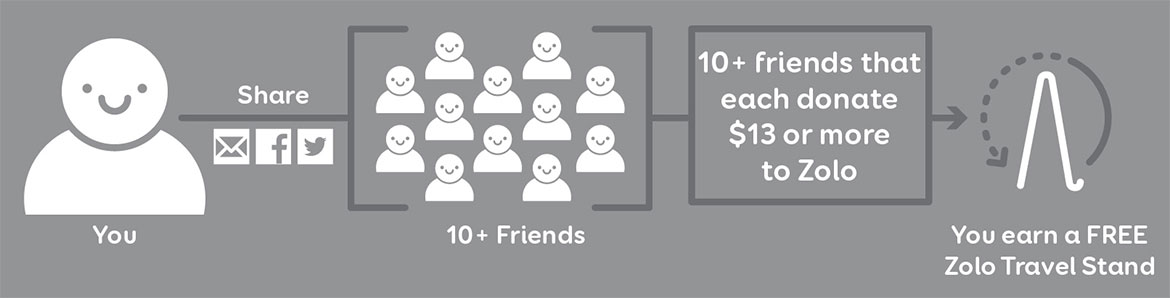 Share
You
10+ Friends
10+ friends that
each donate
$13 or more
to Zolo
You earn a FREE
Zolo Travel Stand